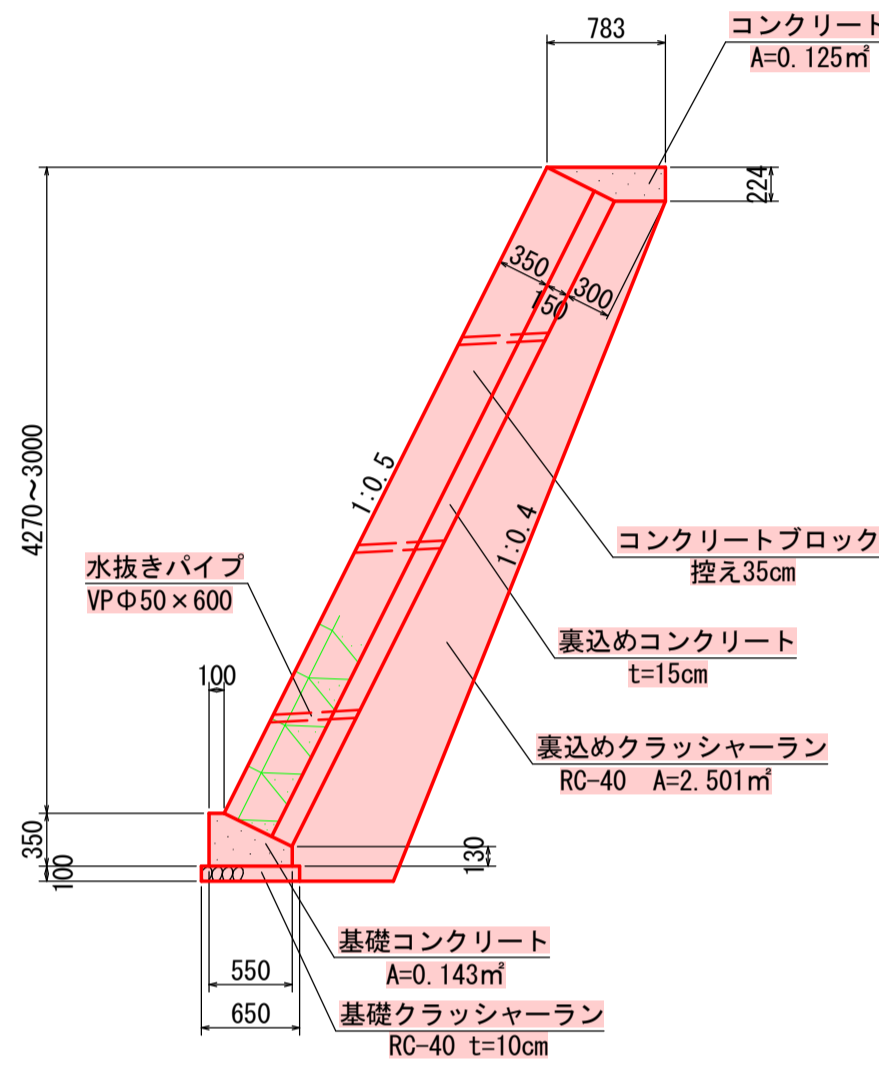 783
コンクリート
A=0.125㎡
224
350
150
300
4270～3000
1:0.5
1:0.4
コンクリートブロック
控え35cm
水抜きパイプ
VPΦ50×600
裏込めコンクリート
t=15cm
100
裏込めクラッシャーラン
RC-40 A=2.501㎡
350
100
130
基礎コンクリート
A=0.143㎡
550
650
基礎クラッシャーラン
RC-40 t=10cm